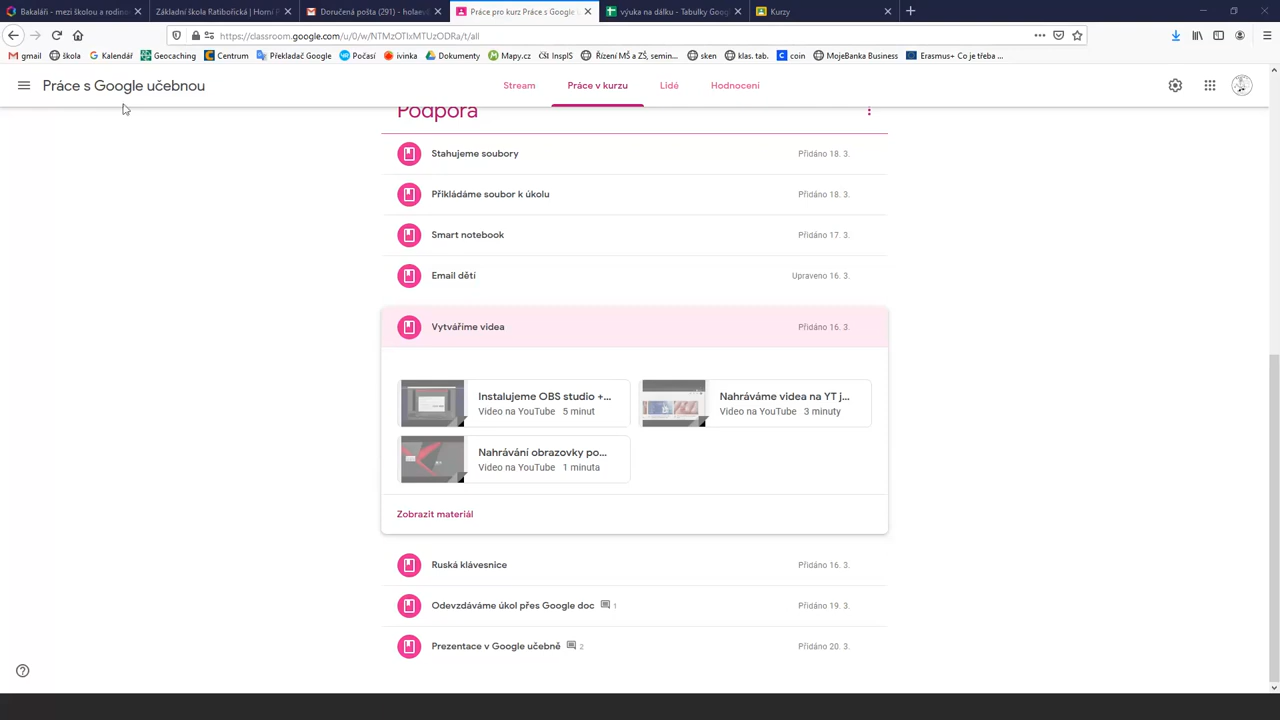 Bakaláři - mezi školou a rodino
Základní škola Ratibořická | Horní P
Doručená pošta (291) - holan
Práce pro kurz Práce s Google
výuka na dálku - Tabulky Goog
Kurzy
https://classroom.google.com/u/0/w/NTMzOTIxMTUzODRa/t/all
gmail
škola
Kalendář
Geocaching
Centrum
Překladač Google
Počasí
ivinka
Dokumenty
Mapy.cz
InspIS
Řízení MŠ a ZŠ, semin...
sken
klas. tab.
coin
MojeBanka Business
Erasmus+ Co je třeba ...
Práce s Google učebnou
Stream
Práce v kurzu
Lidé
Hodnocení
Podpora
Stahujeme soubory
Přidáno 18. 3.
Přikládáme soubor k úkolu
Přidáno 18. 3.
Smart notebook
Přidáno 17. 3.
Email dětí
Upraveno 16. 3.
Vytváříme videa
Přidáno 16. 3.
Instalujeme OBS studio +...
Video na YouTube 5 minut
Nahráváme videa na YT j...
Video na YouTube 3 minuty
Nahrávání obrazovky po...
Video na YouTube 1 minuta
Zobrazit materiál
Ruská klávesnice
Přidáno 16. 3.
Odevzdáváme úkol přes Google doc
1
Přidáno 19. 3.
Prezentace v Google učebně
2
Přidáno 20. 3.